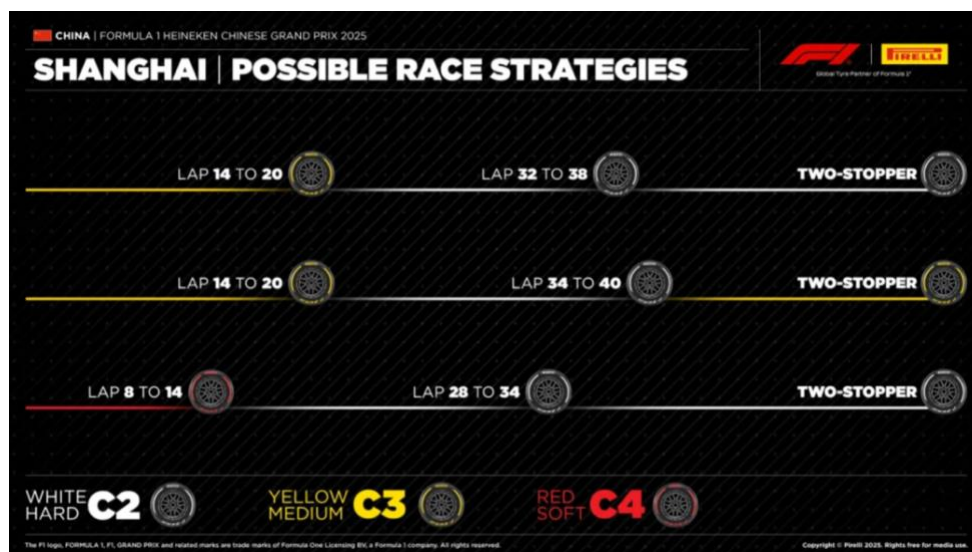 CHINA | FORMULA 1 HEINEKEN CHINESE GRAND PRIX 2025
SHANGHAI | POSSIBLE RACE STRATEGIES
F1 | PIRELLI
Global Tyre Partner of Formula 1®
LAP 14 TO 20 LAP 32 TO 38 TWO-STOPPER
LAP 14 TO 20 LAP 34 TO 40 TWO-STOPPER
LAP 8 TO 14 LAP 28 TO 34 TWO-STOPPER
WHITE
HARD
C2
YELLOW
MEDIUM
C3
RED
SOFT
C4
The F1 logo, FORMULA 1, F1, GRAND PRIX and related marks are trade marks of Formula One Licensing BV, a Formula 1 company. All rights reserved.
Copyright © Pirelli 2025. Rights free for media use.